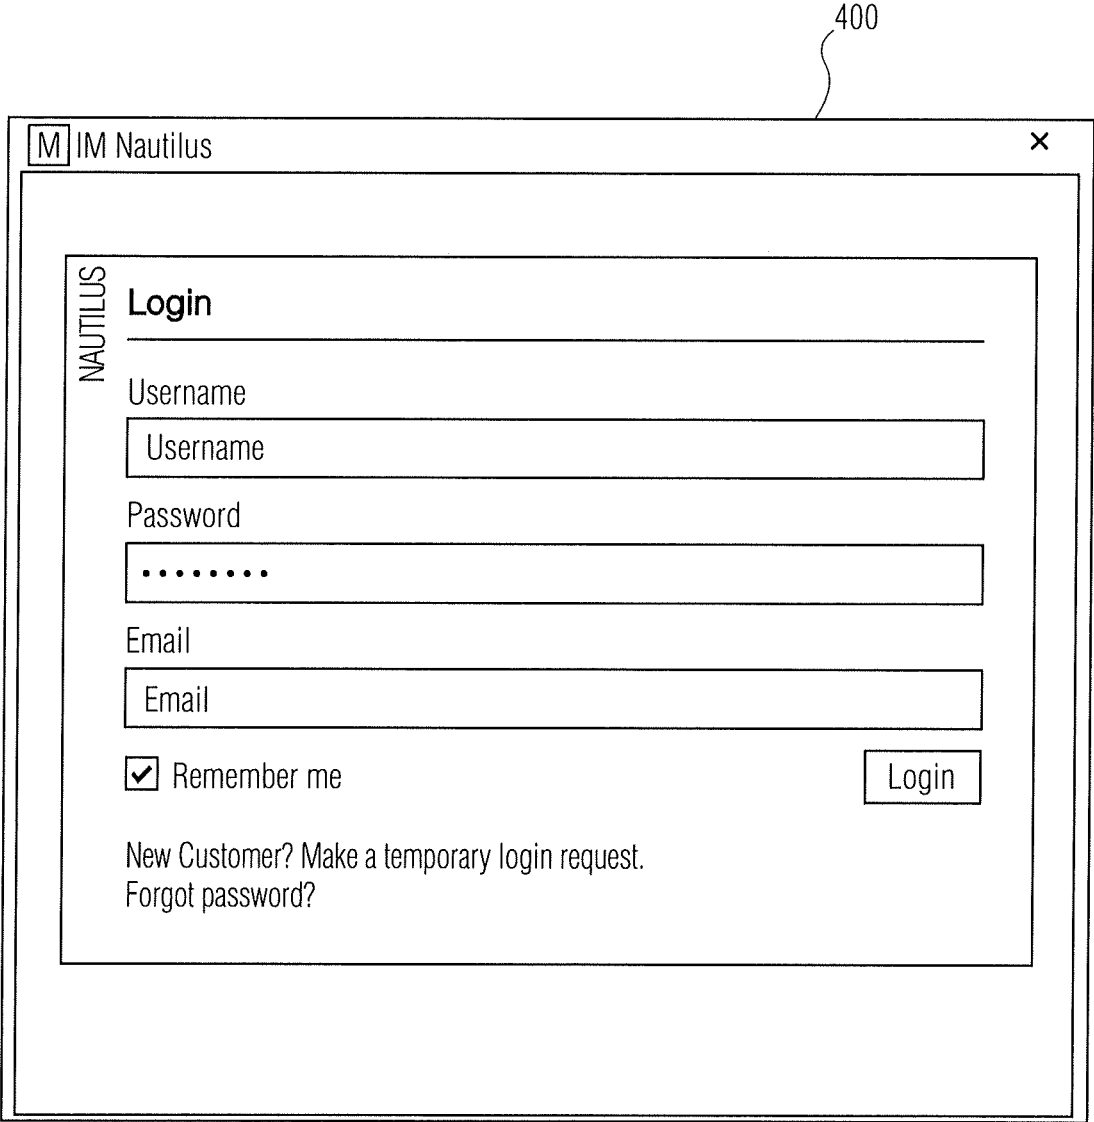 400
M IM Nautilus ×
NAUTILUS
Login
Username
Username
Password
••••••••
Email
Email
Remember me
Login
New Customer? Make a temporary login request.
Forgot password?